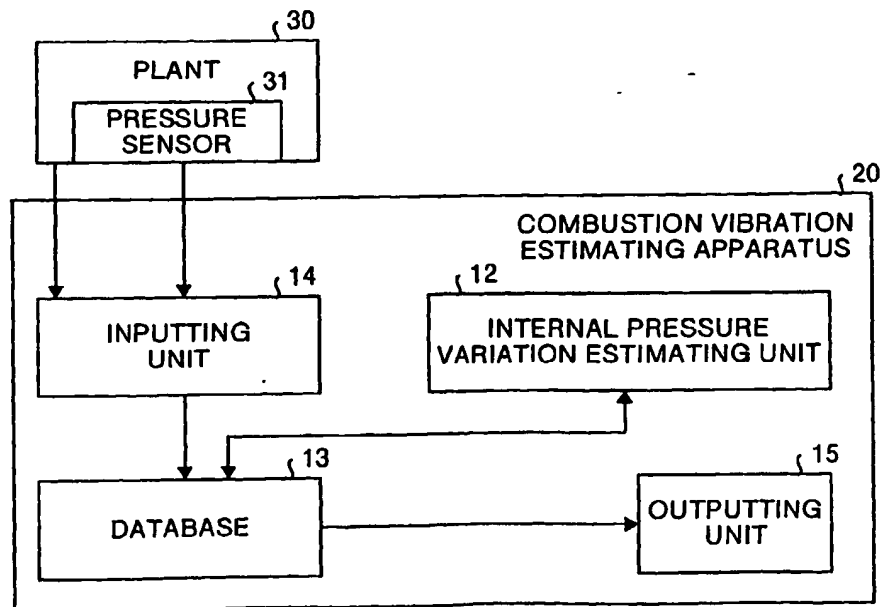 30
PLANT
31
PRESSURE
SENSOR
20
COMBUSTION VIBRATION
ESTIMATING APPARATUS
14
INPUTTING
UNIT
12
INTERNAL PRESSURE
VARIATION ESTIMATING UNIT
13
DATABASE
15
OUTPUTTING
UNIT